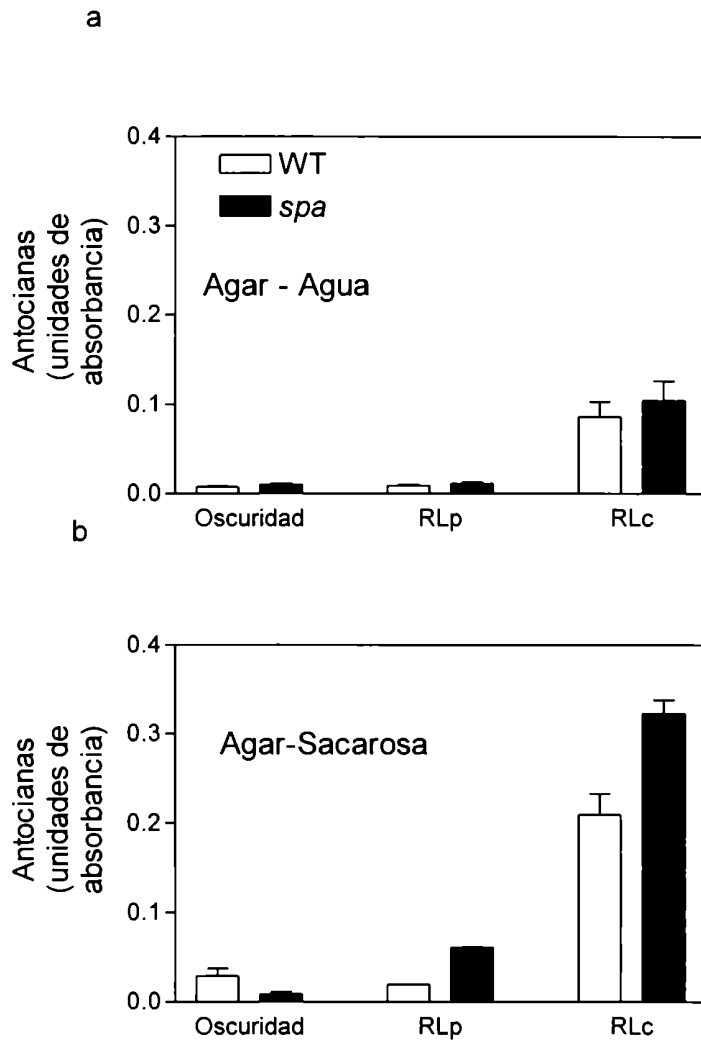 a
0.4
0.3
0.2
0.1
0.0
Antocianas
(unidades de
absorbancia)
WT
spa
Agar - Agua
Oscuridad RLp RLc
b
0.4
0.3
0.2
0.1
0.0
Antocianas
(unidades de
absorbancia)
Agar-Sacarosa
Oscuridad RLp RLc